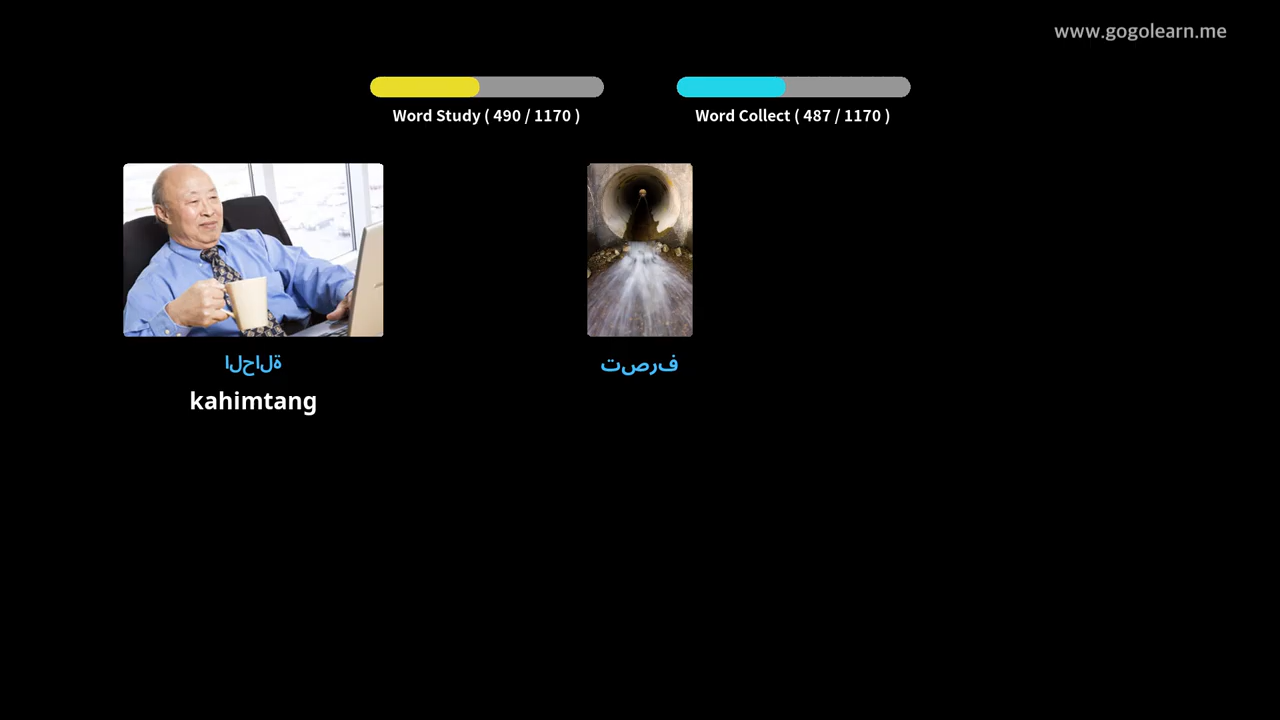 www.gogolearn.me
Word Study ( 490 / 1170 )
Word Collect ( 487 / 1170 )
الحالة
kahimtang
تصرف